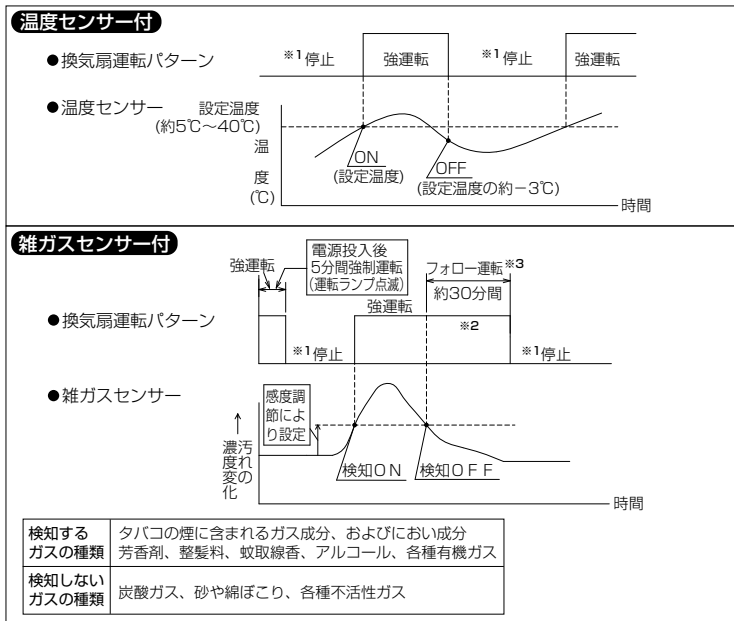 温度センサー付
●換気扇運転パターン
※1停止
強運転
※1停止
強運転
●温度センサー
設定温度
(約5℃〜40℃)
温
度
(℃)
ON
(設定温度)
OFF
(設定温度の約−3℃)
時間
雑ガスセンサー付
強運転
電源投入後
5分間強制運転
(運転ランプ点滅)
フォロー運転※3
約30分間
●換気扇運転パターン
※1停止
強運転
※2
※1停止
●雑ガスセンサー
感度調
節によ
り設定
汚れの
濃度変化
→
検知ON
検知OFF
時間
検知する
ガスの種類
タバコの煙に含まれるガス成分、およびにおい成分
芳香剤、整髪料、蚊取線香、アルコール、各種有機ガス
検知しない
ガスの種類
炭酸ガス、砂や綿ぼこり、各種不活性ガス